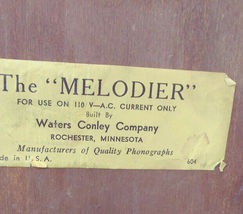 The "MELODIER"
FOR USE ON 110 V—A.C. CURRENT ONLY
Built By
Waters Conley Company
ROCHESTER, MINNESOTA
Manufacturers of Quality Phonographs
de in U.S.A. 604